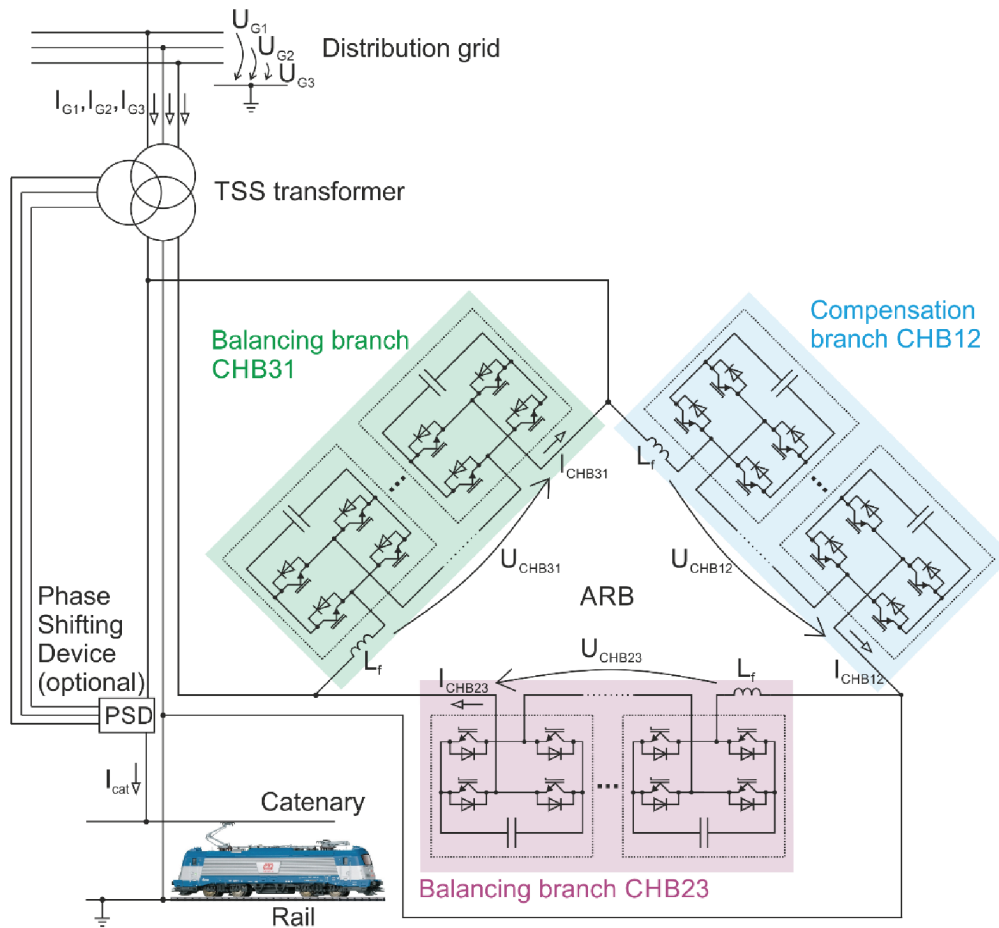 U_G1
U_G2
U_G3
Distribution grid
I_G1,I_G2,I_G3
TSS transformer
Compensation
branch CHB12
Balancing branch
CHB31
L_f
I_CHB31
U_CHB31
U_CHB12
ARB
Phase
Shifting
Device
(optional)
L_f
U_CHB23
I_CHB23
L_f
I_CHB12
PSD
I_cat
Catenary
Balancing branch CHB23
Rail